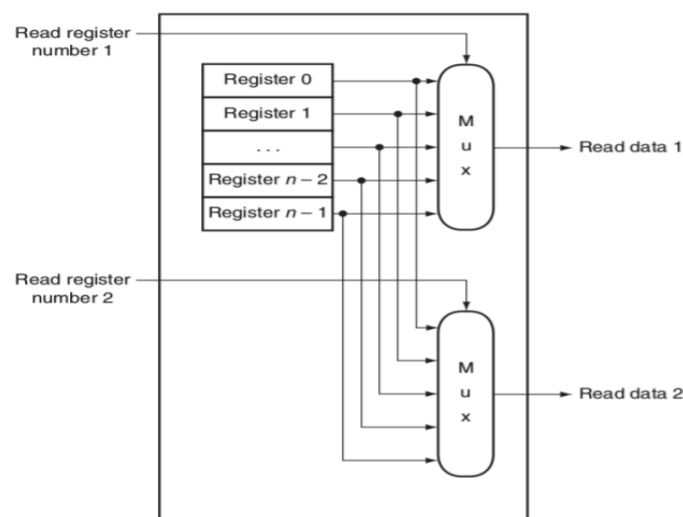 Read register
number 1
Register 0
Register 1
. . .
Register n – 2
Register n – 1
M
u
x
Read data 1
Read register
number 2
M
u
x
Read data 2